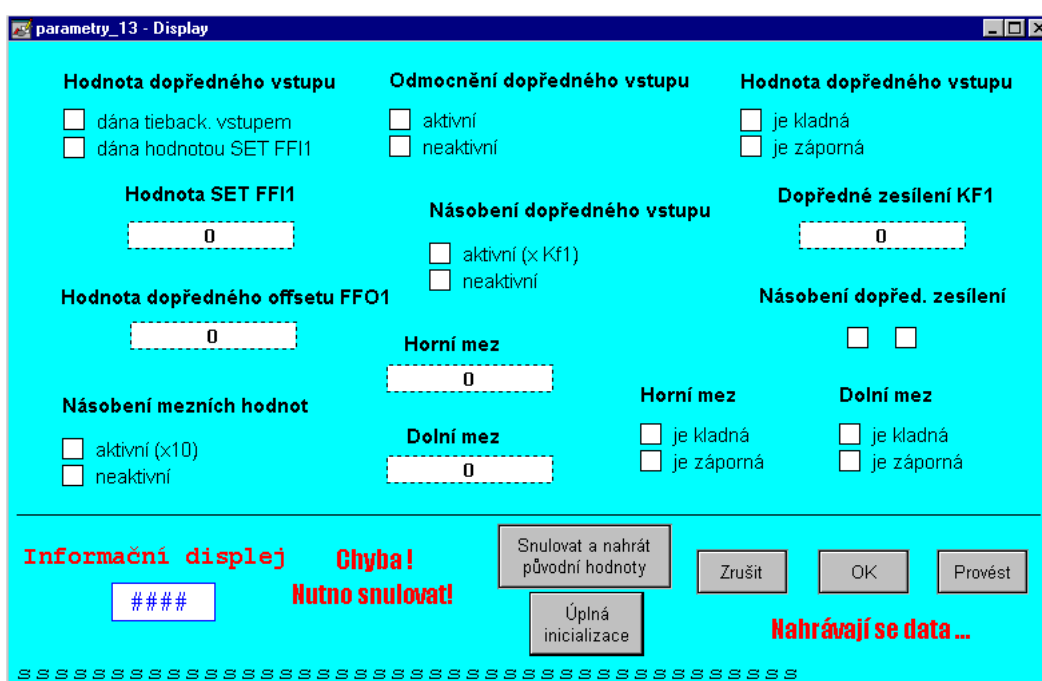 parametry_13 - Display
Hodnota dopředného vstupu
dána tieback. vstupem
dána hodnotou SET FFI1
Odmocnění dopředného vstupu
aktivní
neaktivní
Hodnota dopředného vstupu
je kladná
je záporná
Hodnota SET FFI1
0
Násobení dopředného vstupu
aktivní (x Kf1)
neaktivní
Dopředné zesílení KF1
0
Hodnota dopředného offsetu FFO1
0
Násobení dopřed. zesílení
Horní mez
0
Násobení mezních hodnot
aktivní (x10)
neaktivní
Dolní mez
0
Horní mez
je kladná
je záporná
Dolní mez
je kladná
je záporná
Informační displej
####
Chyba!
Nutno snulovat!
Snulovat a nahrát
původní hodnoty
Úplná
inicializace
Zrušit
OK
Provést
Nahrávají se data ...